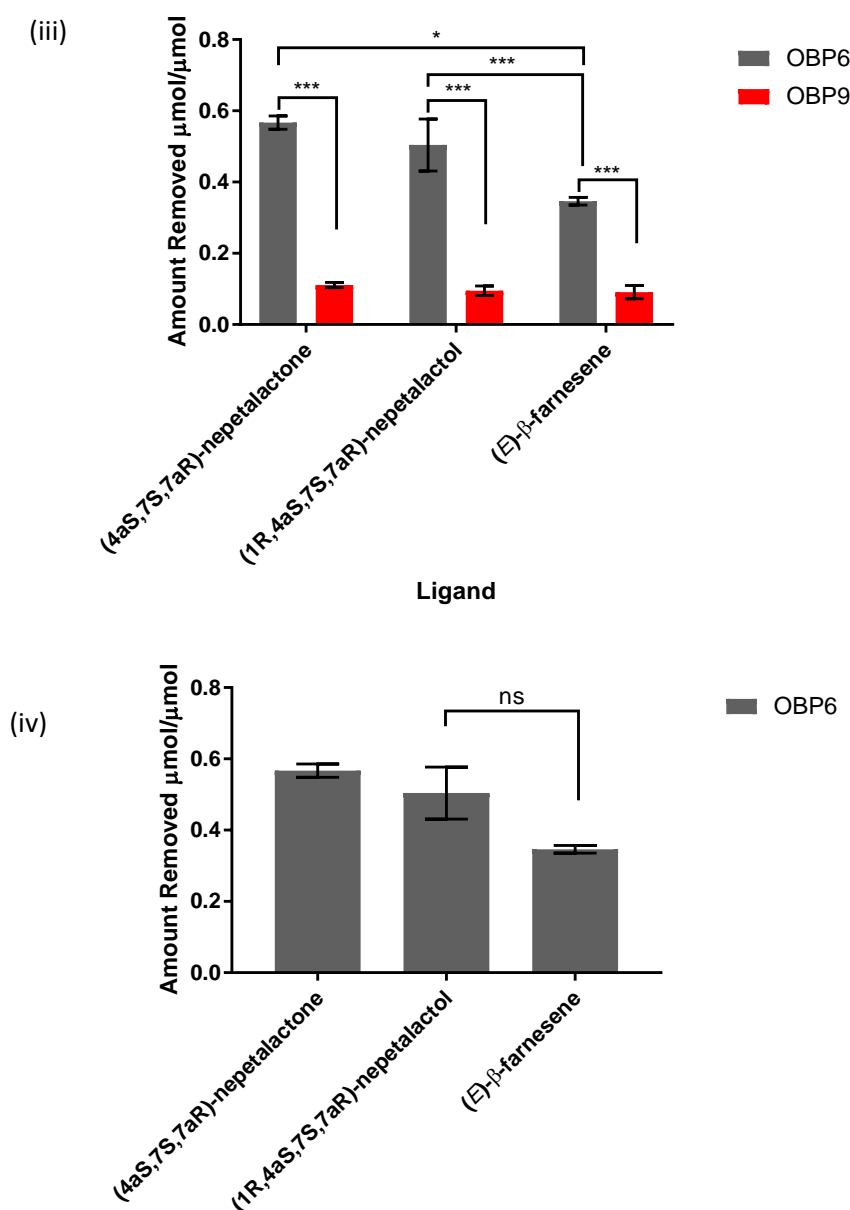 (iii)
Amount Removed μmol/μmol
0.8
0.6
0.4
0.2
0.0
*
***
***
***
***
OBP6
OBP9
(4aS,7S,7aR)-nepetalactone
(1R,4aS,7S,7aR)-nepetalactol
(E)-β-farnesene
Ligand
(iv)
Amount Removed μmol/μmol
0.8
0.6
0.4
0.2
0.0
ns
OBP6
(4aS,7S,7aR)-nepetalactone
(1R,4aS,7S,7aR)-nepetalactol
(E)-β-farnesene